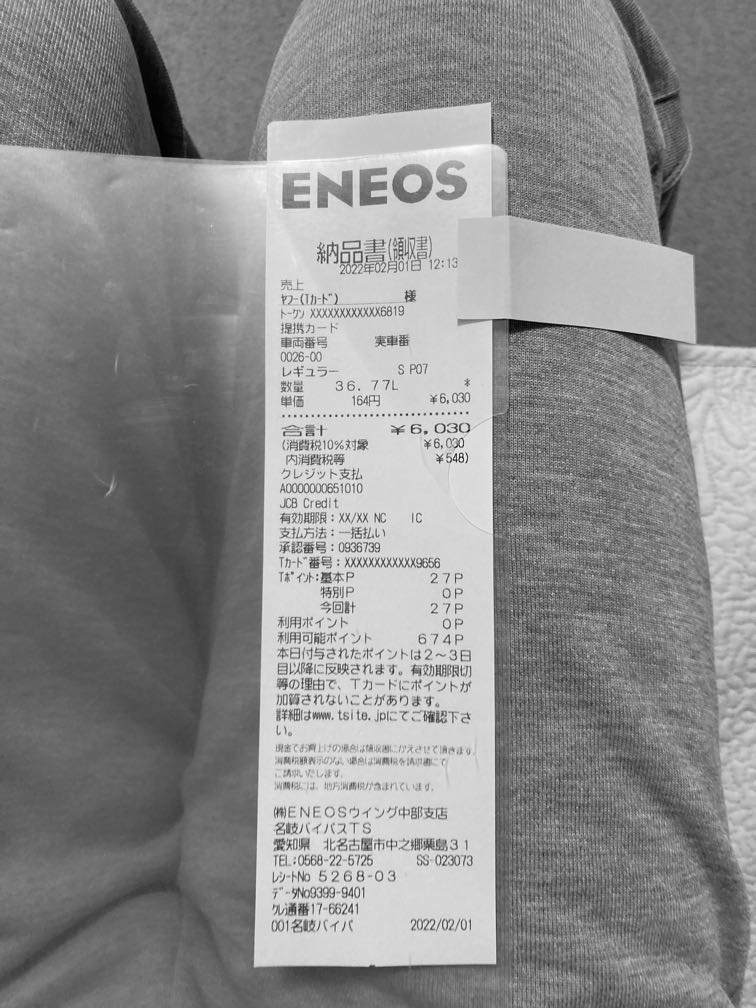 ENEOS
納品書(領収書)
2022年02月01日 12:13
売上
ﾔﾌｰ(Tｶｰﾄﾞ) 様
ﾄｰｸﾝ XXXXXXXXXXXX6819
提携カード
車両番号 実車番
0026-00
レギュラー S P07
数量 36.77L *
単価 164円 ¥6,030
合計 ¥6,030
(消費税10%対象 ¥6,030
内消費税等 ¥548)
クレジット支払
A0000000651010
JCB Credit
有効期限:XX/XX NC IC
支払方法:一括払い
承認番号:0936739
Tｶｰﾄﾞ番号:XXXXXXXXXXXX9656
Tﾎﾟｲﾝﾄ:基本P 27P
特別P 0P
今回計 27P
利用ポイント 0P
利用可能ポイント 674P
本日付与されたポイントは2～3日
目以降に反映されます。有効期限切
等の理由で、Tカードにポイントが
加算されないことがあります。
詳細はwww.tsite.jpにてご確認下さ
い。
現金でお買上げの場合は領収書にかえさせて頂きます。
消費税額表示のない場合は消費税を請求書にて
ご請求いたします。
消費税には、地方消費税が含まれています。
㈱ENEOSウイング中部支店
名岐バイパスTS
愛知県 北名古屋市中之郷栗島31
TEL:0568-22-5725 SS-023073
ﾚｼｰﾄNo 5268-03
ﾃﾞｰﾀNo9399-9401
ｸﾚ通番17-66241
001名岐バイパ 2022/02/01